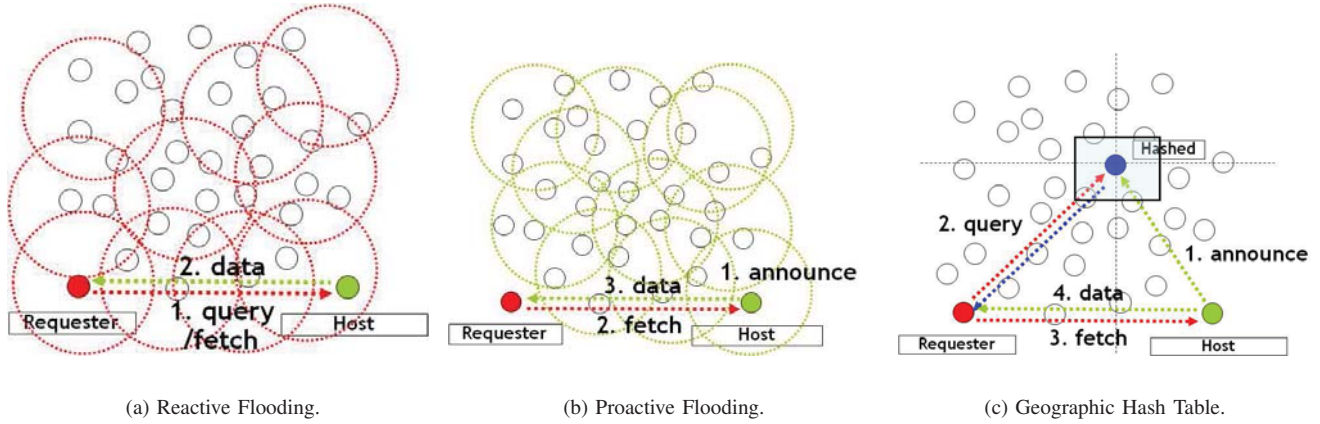 2. data
1. query
/fetch
Requester
Host
(a) Reactive Flooding.
1. announce
3. data
2. fetch
Requester
Host
(b) Proactive Flooding.
Hashed
2. query
1. announce
4. data
3. fetch
Requester
Host
(c) Geographic Hash Table.